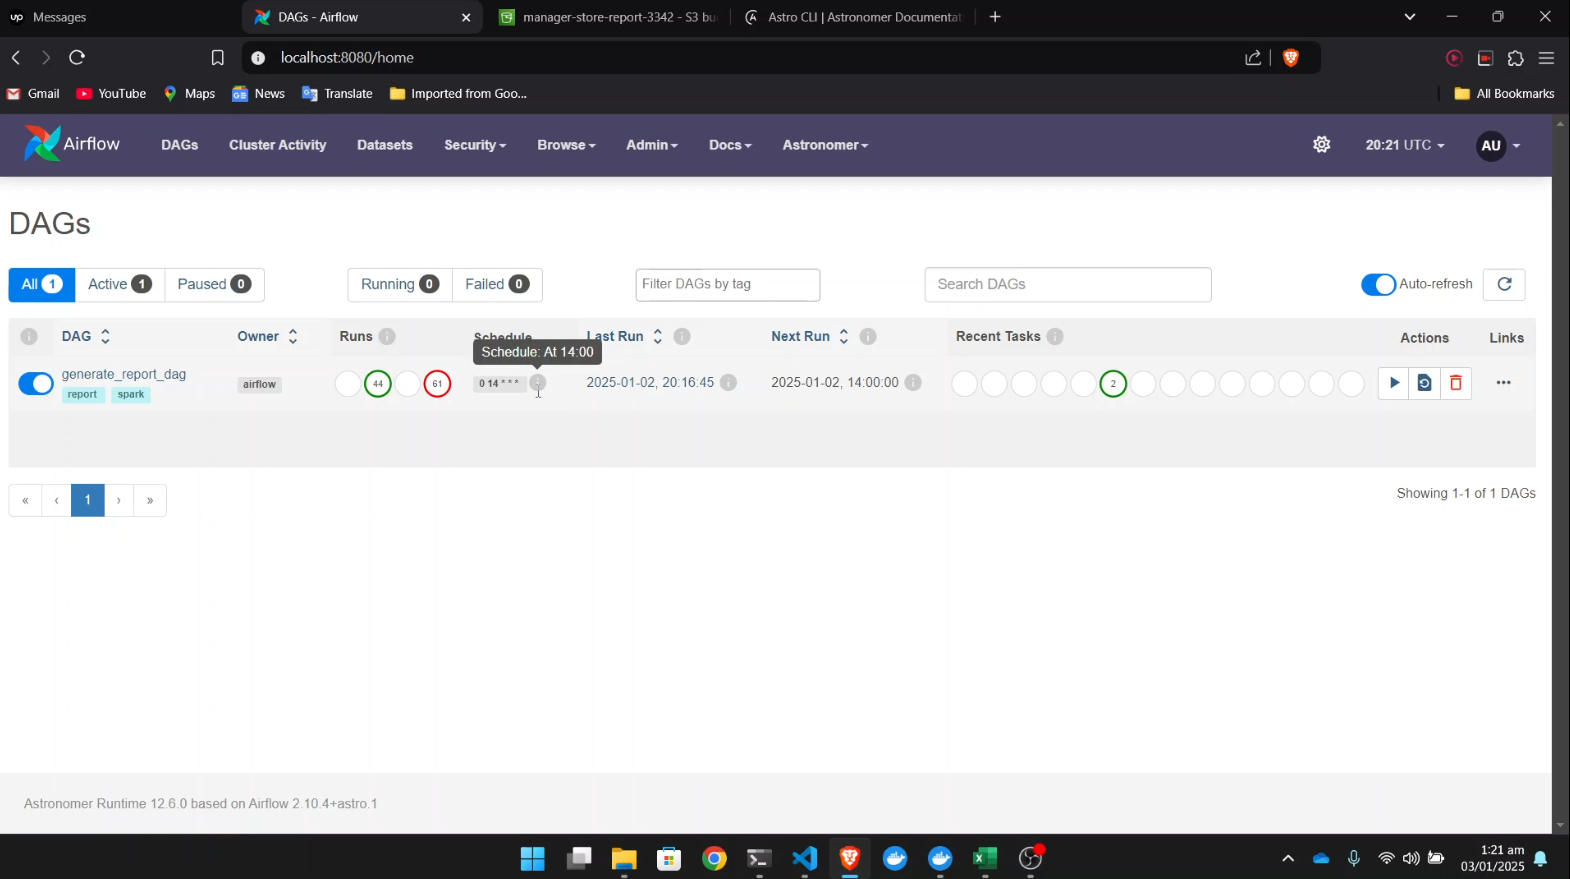 up Messages
DAGs - Airflow
manager-store-report-3342 - S3 bu
Astro CLI | Astronomer Documentat
localhost:8080/home
Gmail
YouTube
Maps
News
Translate
Imported from Goo...
All Bookmarks
Airflow
DAGs
Cluster Activity
Datasets
Security
Browse
Admin
Docs
Astronomer
20:21 UTC
AU
DAGs
All 1
Active 1
Paused 0
Running 0
Failed 0
Filter DAGs by tag
Search DAGs
Auto-refresh
DAG
Owner
Runs
Schedule
Last Run
Next Run
Recent Tasks
Actions
Links
Schedule: At 14:00
generate_report_dag
report
spark
airflow
44
61
0 14 * * *
2025-01-02, 20:16:45
2025-01-02, 14:00:00
2
« ‹ 1 › »
Showing 1-1 of 1 DAGs
Astronomer Runtime 12.6.0 based on Airflow 2.10.4+astro.1
1:21 am
03/01/2025